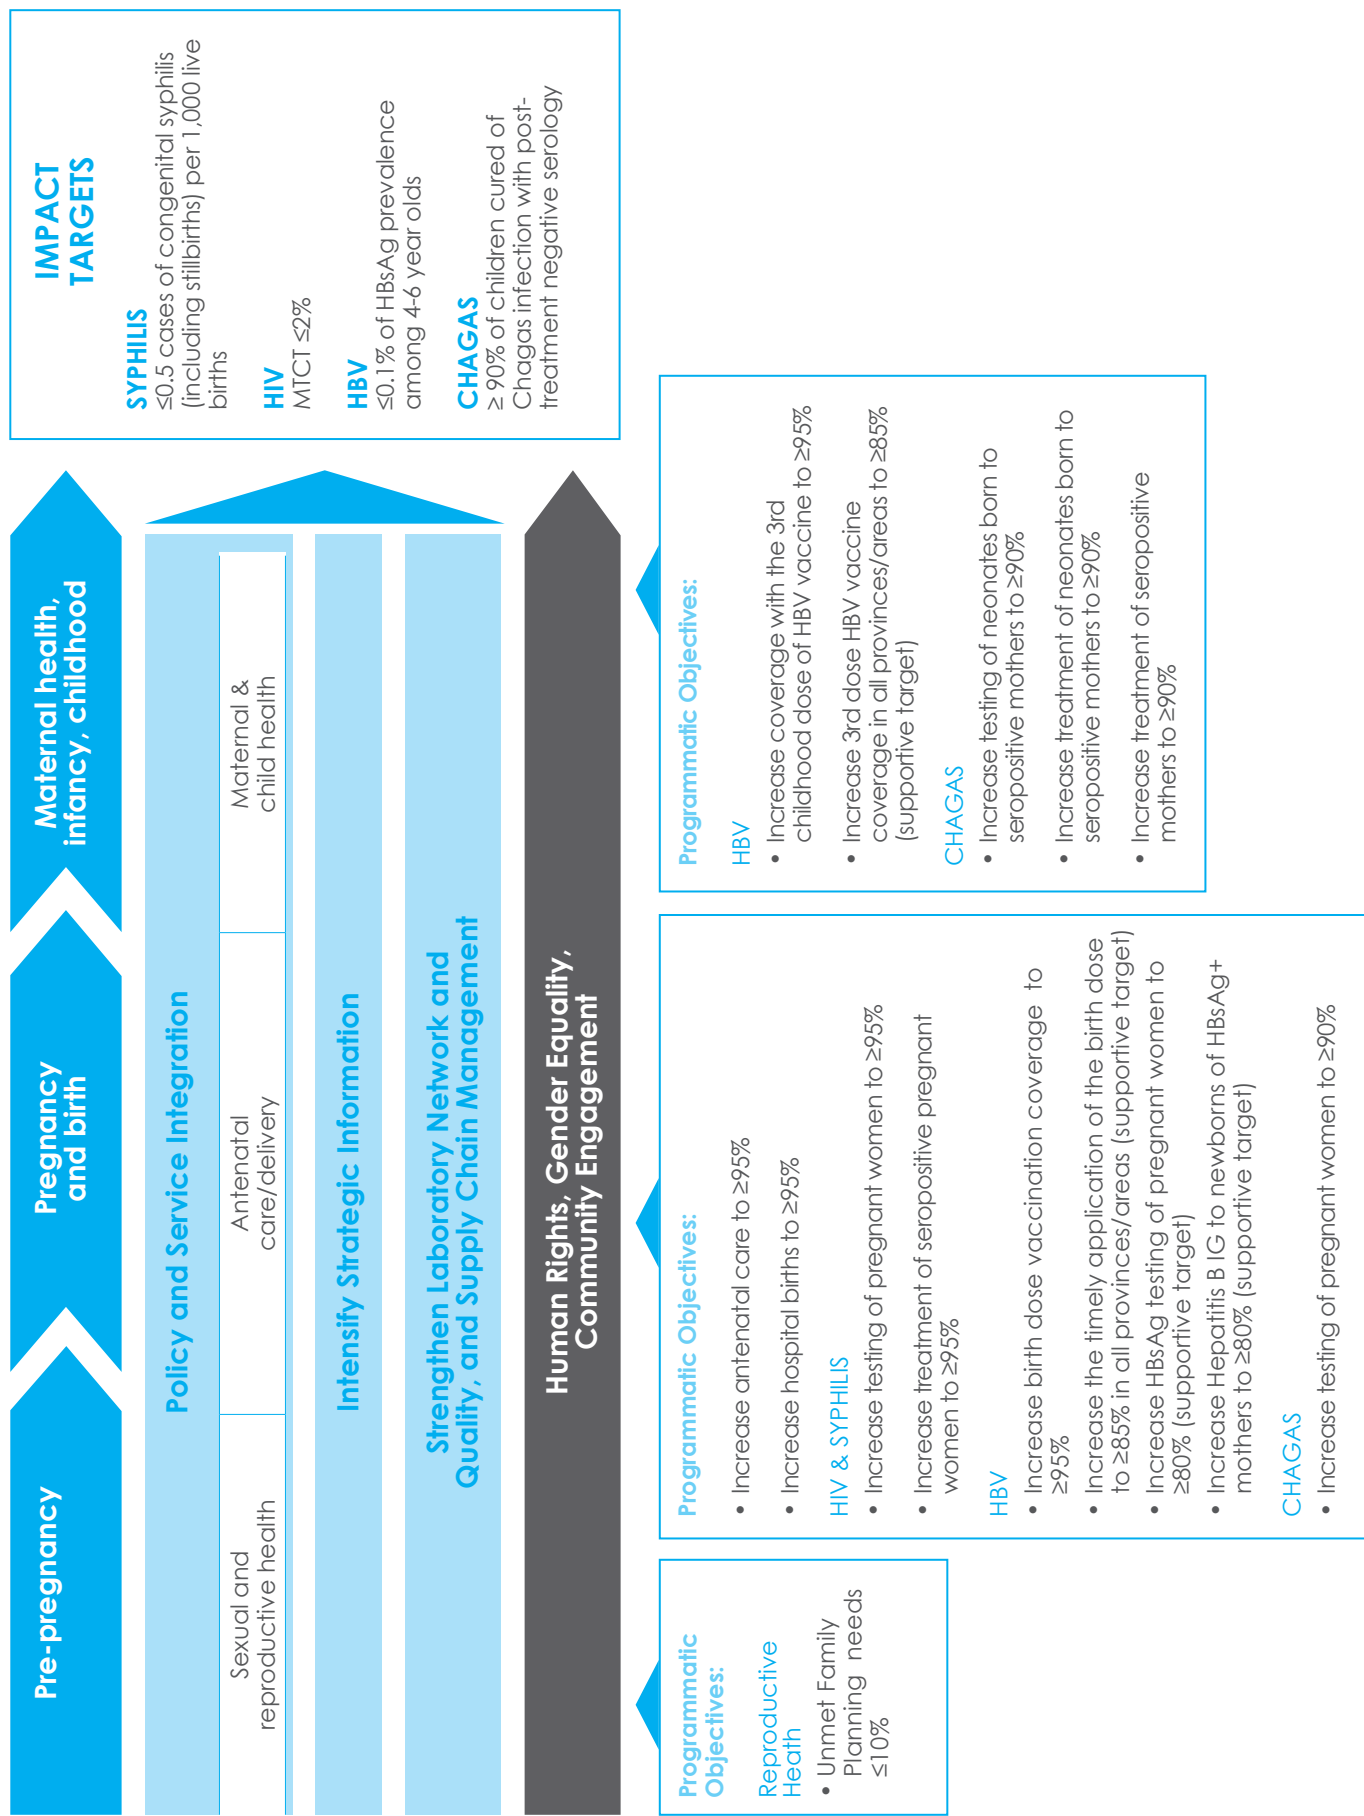 Pre-pregnancy
Pregnancy
and birth
Maternal health,
infancy, childhood
Policy and Service Integration
Sexual and
reproductive health
Antenatal
care/delivery
Maternal &
child health
Intensify Strategic Information
Strengthen Laboratory Network and
Quality, and Supply Chain Management
Human Rights, Gender Equality,
Community Engagement
IMPACT
TARGETS
SYPHILIS
≤0.5 cases of congenital syphilis
(including stillbirths) per 1,000 live
births
HIV
MTCT ≤2%
HBV
≤0.1% of HBsAg prevalence
among 4-6 year olds
CHAGAS
≥ 90% of children cured of
Chagas infection with post-
treatment negative serology
Programmatic
Objectives:
Reproductive
Heath
• Unmet Family
Planning needs
≤10%
Programmatic Objectives:
• Increase antenatal care to ≥95%
• Increase hospital births to ≥95%
HIV & SYPHILIS
• Increase testing of pregnant women to ≥95%
• Increase treatment of seropositive pregnant
women to ≥95%
HBV
• Increase birth dose vaccination coverage to
≥95%
• Increase the timely application of the birth dose
to ≥85% in all provinces/areas (supportive target)
• Increase HBsAg testing of pregnant women to
≥80% (supportive target)
• Increase Hepatitis B IG to newborns of HBsAg+
mothers to ≥80% (supportive target)
CHAGAS
• Increase testing of pregnant women to ≥90%
Programmatic Objectives:
HBV
• Increase coverage with the 3rd
childhood dose of HBV vaccine to ≥95%
• Increase 3rd dose HBV vaccine
coverage in all provinces/areas to ≥85%
(supportive target)
CHAGAS
• Increase testing of neonates born to
seropositive mothers to ≥90%
• Increase treatment of neonates born to
seropositive mothers to ≥90%
• Increase treatment of seropositive
mothers to ≥90%